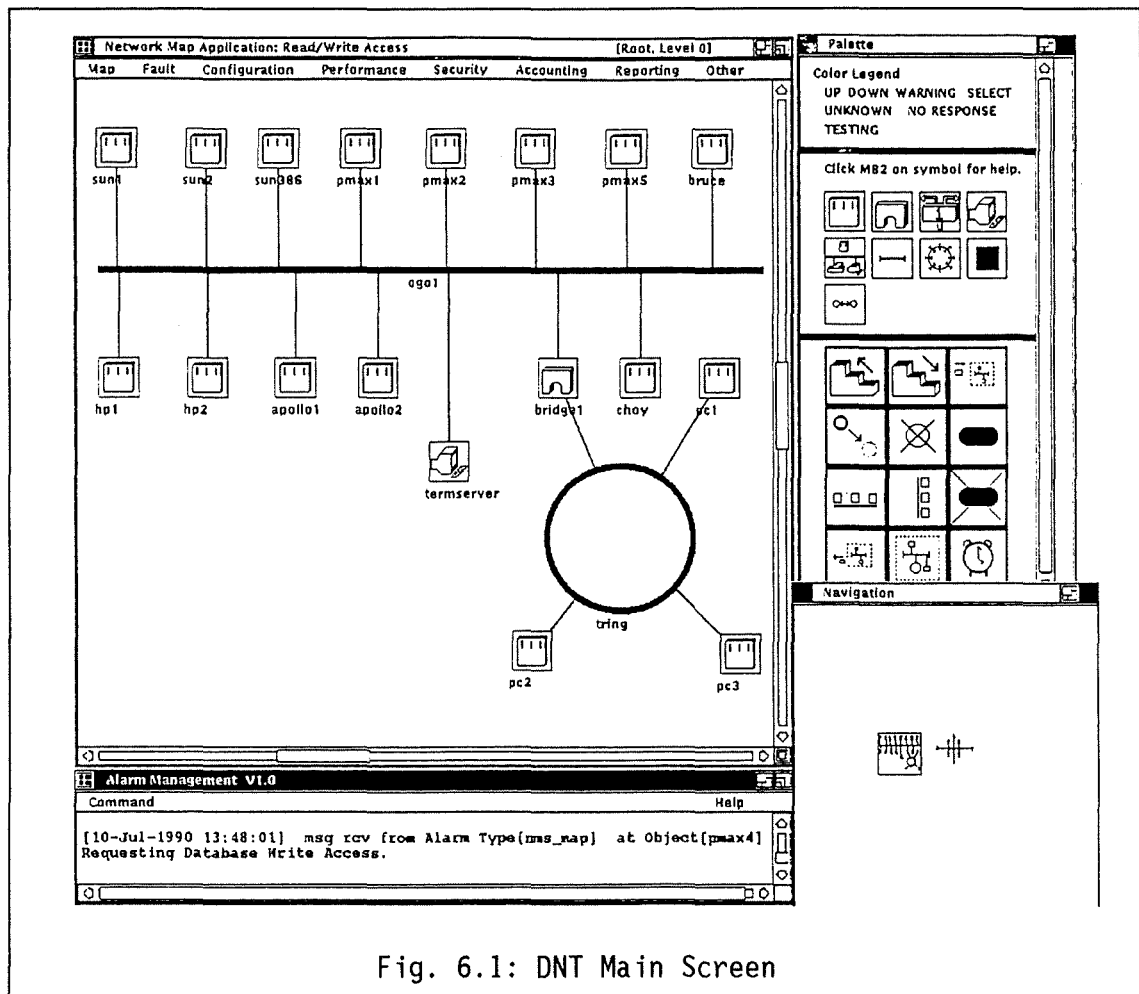 Network Map Application: Read/Write Access [Root, Level 0]
Map Fault Configuration Performance Security Accounting Reporting Other
sun1 sun2 sun386 pmax1 pmax2 pmax3 pmax5 bruce
oga1
hp1 hp2 apollo1 apollo2 bridge1 choy pc1
termserver
tring
pc2 pc3
Alarm Management V1.0
Command Help
[10-Jul-1990 13:48:01] msg rcv from Alarm Type[nms_map] at Object[pmax4]
Requesting Database Write Access.
Palette
Color Legend
UP DOWN WARNING SELECT
UNKNOWN NO RESPONSE
TESTING
Click MB2 on symbol for help.
Navigation
Fig. 6.1: DNT Main Screen